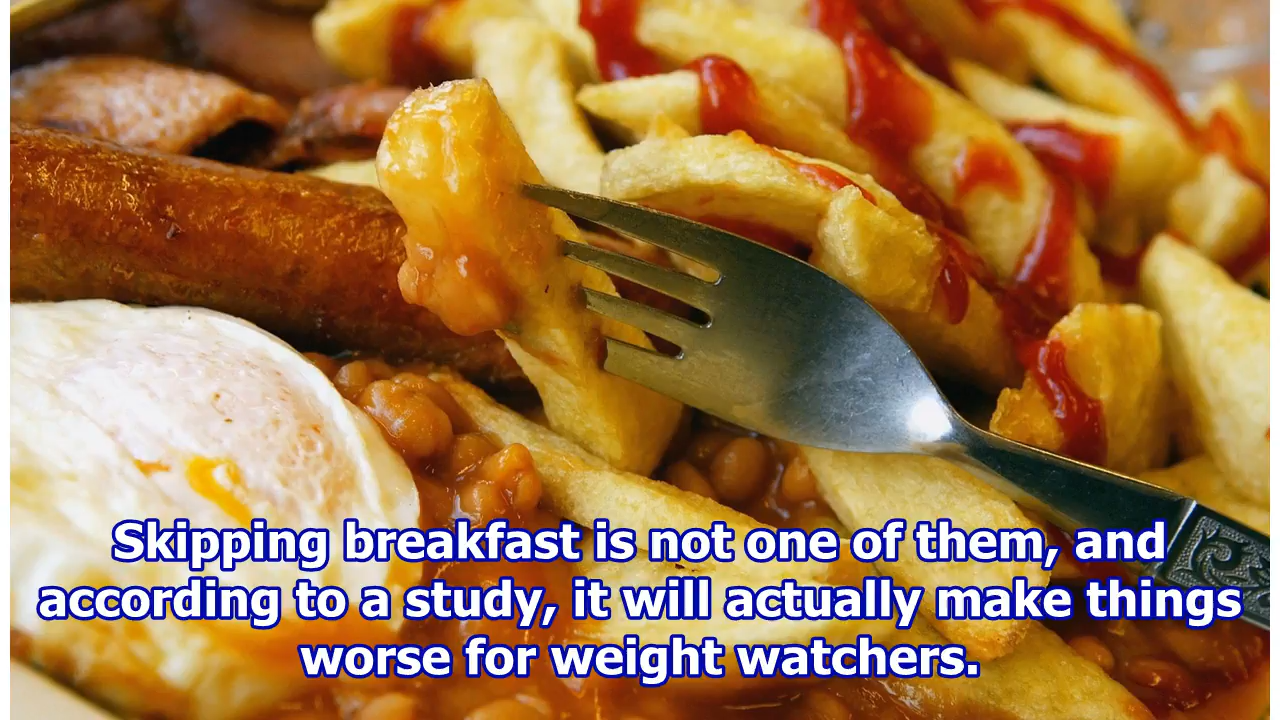 Skipping breakfast is not one of them, and
according to a study, it will actually make things
worse for weight watchers.